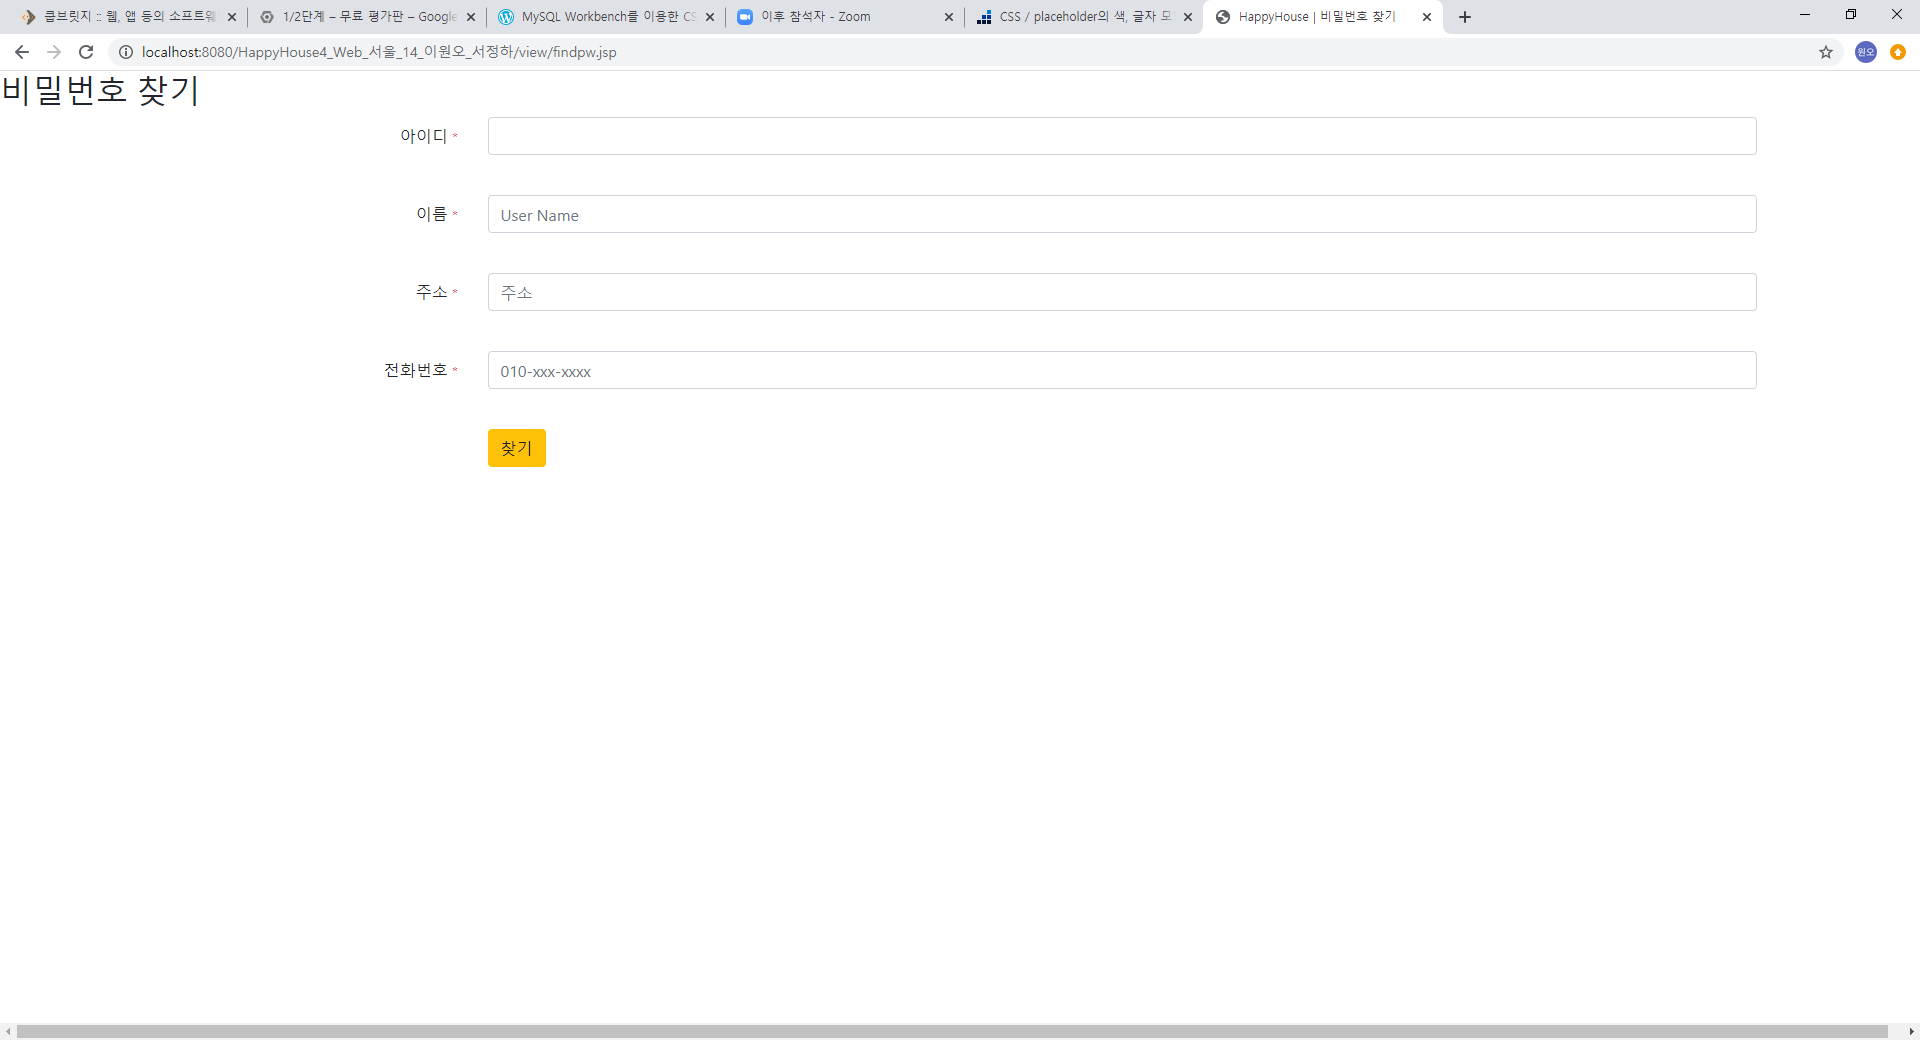 콥브릿지 :: 웹, 앱 등의 소프트웨
1/2단계 – 무료 평가판 – Google
MySQL Workbench를 이용한 CS
이후 참석자 - Zoom
CSS / placeholder의 색, 글자 모
HappyHouse | 비밀번호 찾기
localhost:8080/HappyHouse4_Web_서울_14_이원오_서정하/view/findpw.jsp
원오
비밀번호 찾기
아이디 *
이름 *
User Name
주소 *
주소
전화번호 *
010-xxx-xxxx
찾기